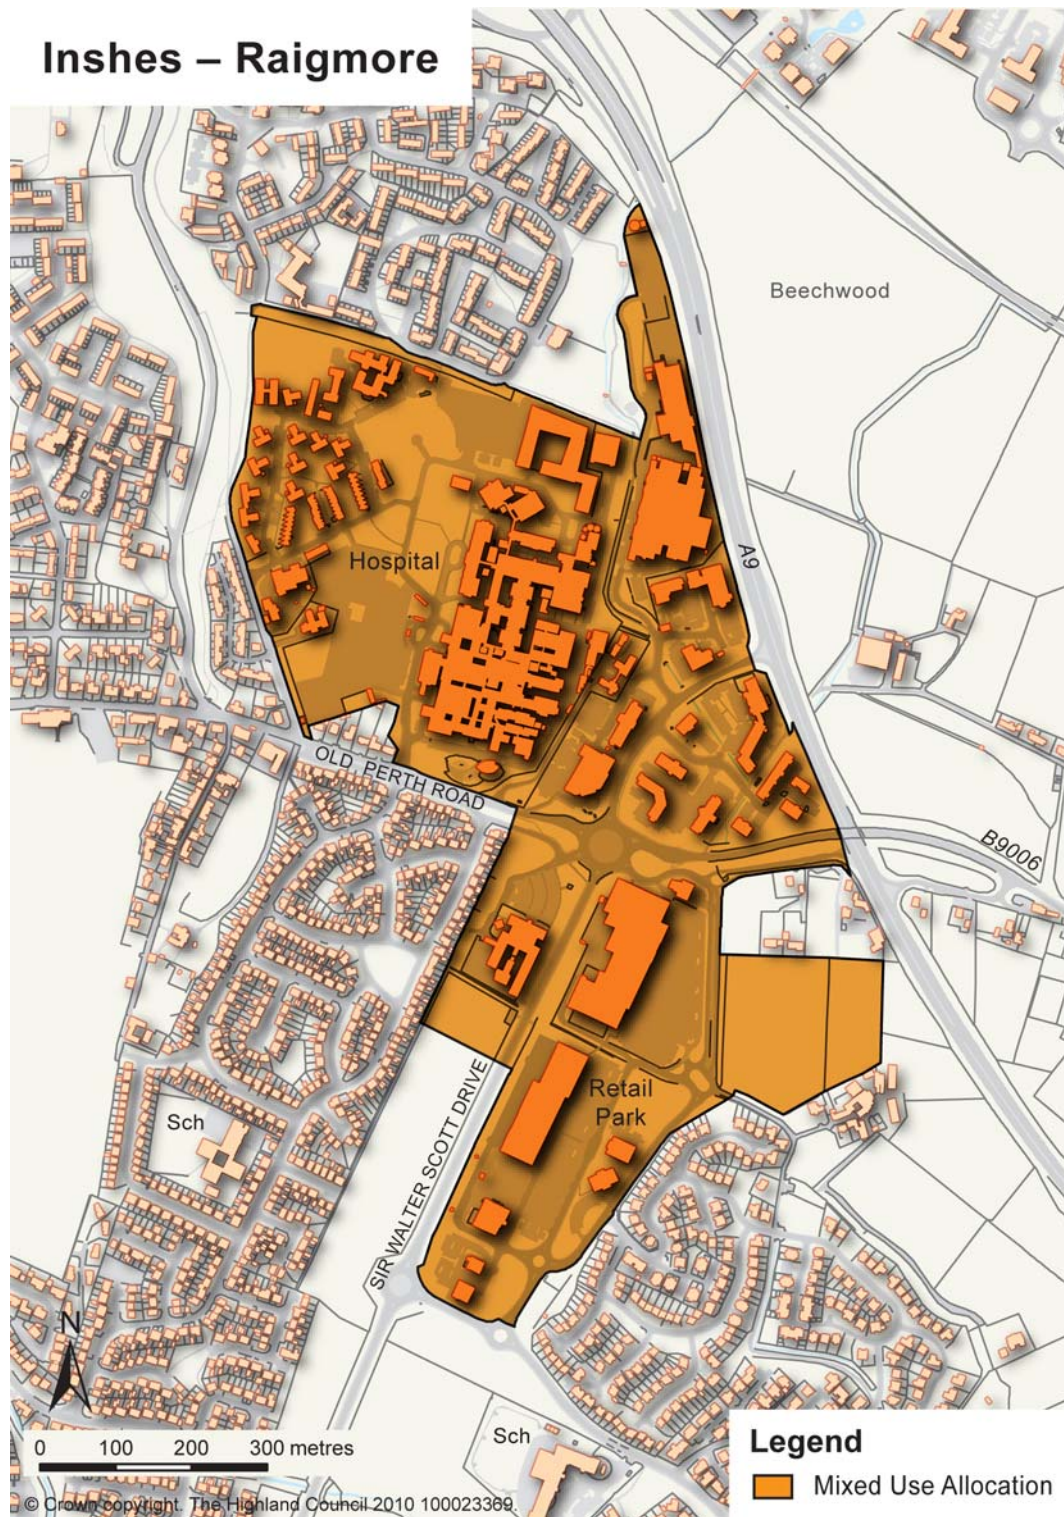 Inshes – Raigmore
Beechwood
A9
Hospital
OLD PERTH ROAD
B9006
Retail
Park
Sch
SIR WALTER SCOTT DRIVE
N
Sch
0 100 200 300 metres
Legend
Mixed Use Allocation
© Crown copyright. The Highland Council 2010 100023369.